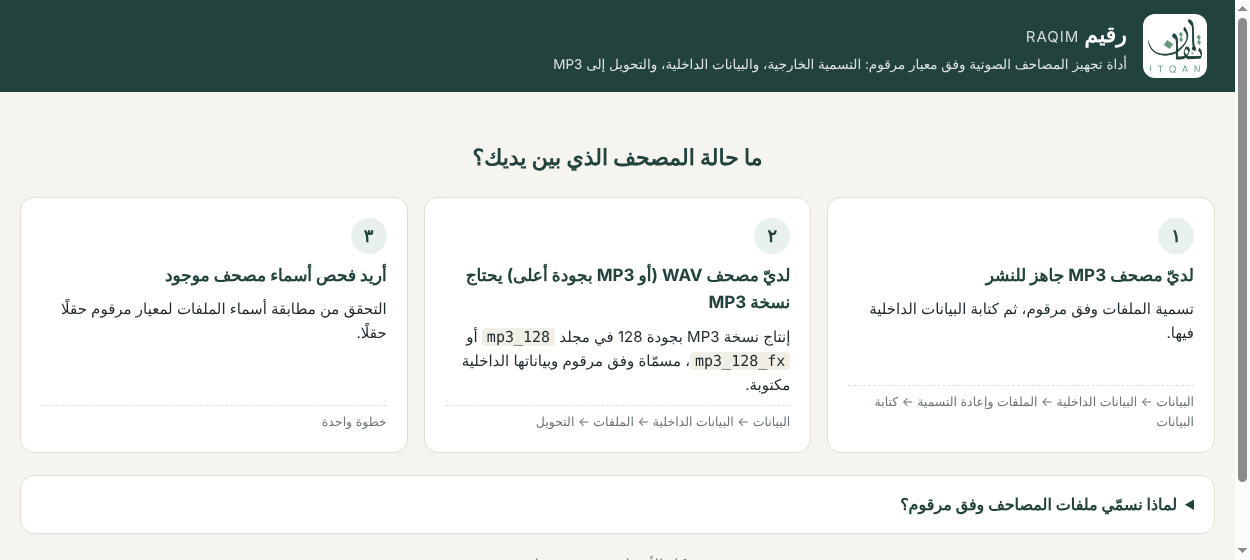 إتقان
ITQAN
رقيم RAQIM
أداة تجهيز المصاحف الصوتية وفق معيار مرقوم: التسمية الخارجية، والبيانات الداخلية، والتحويل إلى MP3
ما حالة المصحف الذي بين يديك؟
١
لديّ مصحف MP3 جاهز للنشر
تسمية الملفات وفق مرقوم، ثم كتابة البيانات الداخلية
فيها.
البيانات ← البيانات الداخلية ← الملفات وإعادة التسمية ← كتابة
البيانات
٢
لديّ مصحف WAV (أو MP3 بجودة أعلى) يحتاج
نسخة MP3
إنتاج نسخة MP3 بجودة 128 في مجلد mp3_128 أو
mp3_128_fx، مسمّاة وفق مرقوم وبياناتها الداخلية
مكتوبة.
البيانات ← البيانات الداخلية ← الملفات ← التحويل
٣
أريد فحص أسماء مصحف موجود
التحقق من مطابقة أسماء الملفات لمعيار مرقوم حقلًا
حقلًا.
خطوة واحدة
لماذا نسمّي ملفات المصاحف وفق مرقوم؟